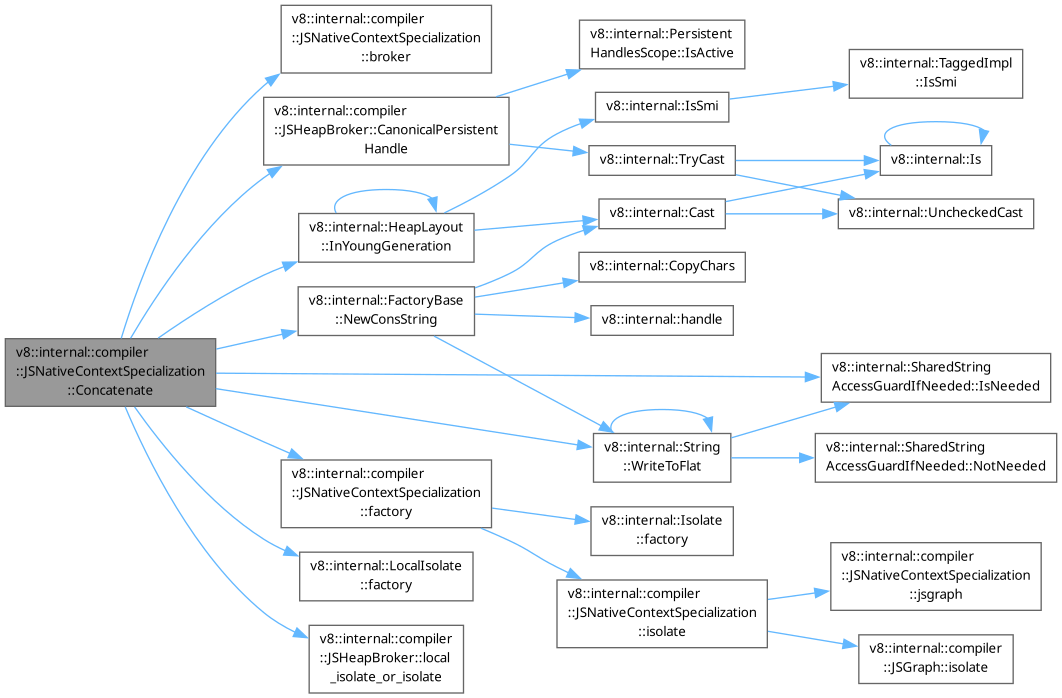 v8::internal::compiler
::JSNativeContextSpecialization
::Concatenate
v8::internal::compiler
::JSNativeContextSpecialization
::broker
v8::internal::compiler
::JSHeapBroker::CanonicalPersistent
Handle
v8::internal::HeapLayout
::InYoungGeneration
v8::internal::FactoryBase
::NewConsString
v8::internal::compiler
::JSNativeContextSpecialization
::factory
v8::internal::LocalIsolate
::factory
v8::internal::compiler
::JSHeapBroker::local
_isolate_or_isolate
v8::internal::Persistent
HandlesScope::IsActive
v8::internal::IsSmi
v8::internal::TryCast
v8::internal::Cast
v8::internal::CopyChars
v8::internal::handle
v8::internal::String
::WriteToFlat
v8::internal::Isolate
::factory
v8::internal::compiler
::JSNativeContextSpecialization
::isolate
v8::internal::TaggedImpl
::IsSmi
v8::internal::Is
v8::internal::UncheckedCast
v8::internal::SharedString
AccessGuardIfNeeded::IsNeeded
v8::internal::SharedString
AccessGuardIfNeeded::NotNeeded
v8::internal::compiler
::JSNativeContextSpecialization
::jsgraph
v8::internal::compiler
::JSGraph::isolate